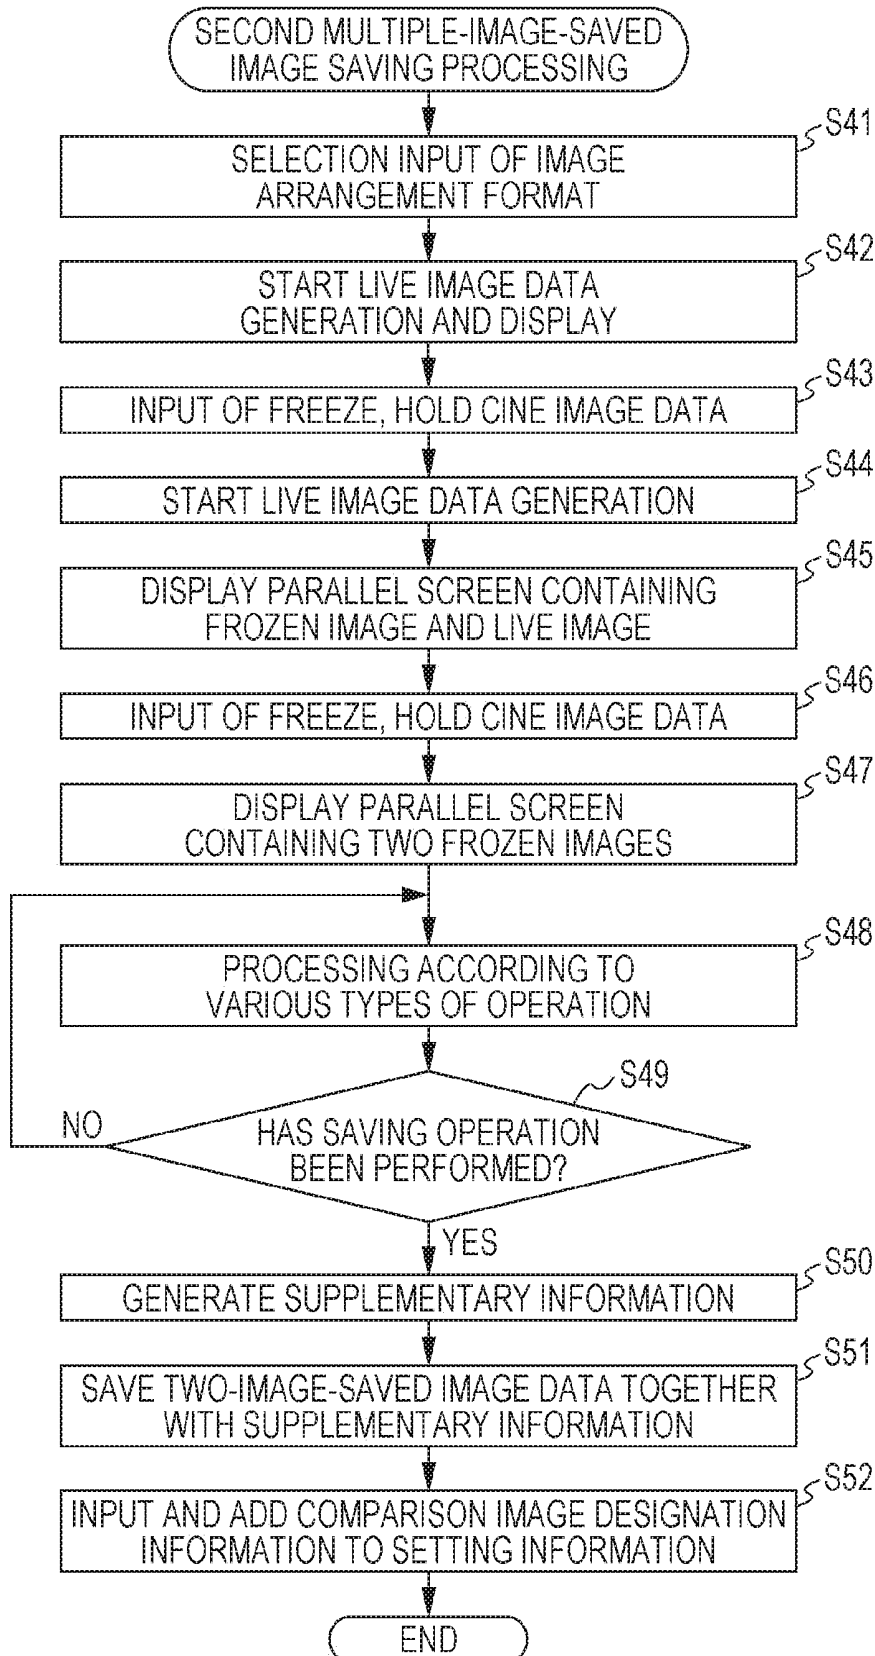 SECOND MULTIPLE-IMAGE-SAVED
IMAGE SAVING PROCESSING
S41
SELECTION INPUT OF IMAGE
ARRANGEMENT FORMAT
S42
START LIVE IMAGE DATA
GENERATION AND DISPLAY
S43
INPUT OF FREEZE, HOLD CINE IMAGE DATA
S44
START LIVE IMAGE DATA GENERATION
S45
DISPLAY PARALLEL SCREEN CONTAINING
FROZEN IMAGE AND LIVE IMAGE
S46
INPUT OF FREEZE, HOLD CINE IMAGE DATA
S47
DISPLAY PARALLEL SCREEN
CONTAINING TWO FROZEN IMAGES
S48
PROCESSING ACCORDING TO
VARIOUS TYPES OF OPERATION
S49
NO
HAS SAVING OPERATION
BEEN PERFORMED?
YES
S50
GENERATE SUPPLEMENTARY INFORMATION
S51
SAVE TWO-IMAGE-SAVED IMAGE DATA TOGETHER
WITH SUPPLEMENTARY INFORMATION
S52
INPUT AND ADD COMPARISON IMAGE DESIGNATION
INFORMATION TO SETTING INFORMATION
END